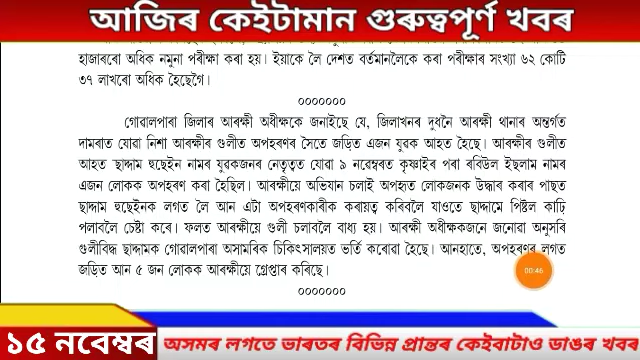 আজিৰ কেইটামান গুৰুত্বপূৰ্ণ খবৰ
হাজাৰৰো অধিক নমুনা পৰীক্ষা কৰা হয়। ইয়াকে লৈ দেশত বৰ্তমানলৈকে কৰা পৰীক্ষাৰ সংখ্যা ৬২ কোটি
৩৭ লাখৰো অধিক হৈছেগৈ।
০০০০০০০
গোৱালপাৰা জিলাৰ আৰক্ষী অধীক্ষকে জনাইছে যে, জিলাখনৰ দুধনৈ আৰক্ষী থানাৰ অন্তৰ্গত
দামৰাত যোৱা নিশা আৰক্ষীৰ গুলীত অপহৰণৰ সৈতে জড়িত এজন যুৱক আহত হৈছে। আৰক্ষীৰ গুলীত
আহত ছাদ্দাম হুছেইন নামৰ যুৱকজনৰ নেতৃত্বত যোৱা ৯ নৱেম্বৰত কৃষ্ণাইৰ পৰা ৰবিউল ইছলাম নামৰ
এজন লোকক অপহৰণ কৰা হৈছিল। আৰক্ষীয়ে অভিযান চলাই অপহৃত লোকজনক উদ্ধাৰ কৰাৰ পাছত
ছাদ্দাম হুছেইনক লগত লৈ আন এটা অপহৰণকাৰীক কৰায়ত্ব কৰিবলৈ যাওতে ছাদ্দামে পিষ্টল কাঢ়ি
পলাবলৈ চেষ্টা কৰে। ফলত আৰক্ষীয়ে গুলী চলাবলৈ বাধ্য হয়। আৰক্ষী অধীক্ষকজনে জনোৱা অনুসৰি
গুলীবিদ্ধ ছাদ্দামক গোৱালপাৰা অসামৰিক চিকিৎসালয়ত ভৰ্তি কৰোৱা হৈছে। আনহাতে, অপহৰণৰ লগত
জড়িত আন ৫ জন লোকক আৰক্ষীয়ে গ্ৰেপ্তাৰ কৰিছে।
00:46
০০০০০০০
১৫ নবেম্বৰ
অসমৰ লগতে ভাৰতৰ বিভিন্ন প্ৰান্তৰ কেইবাটাও ডাঙৰ খবৰ